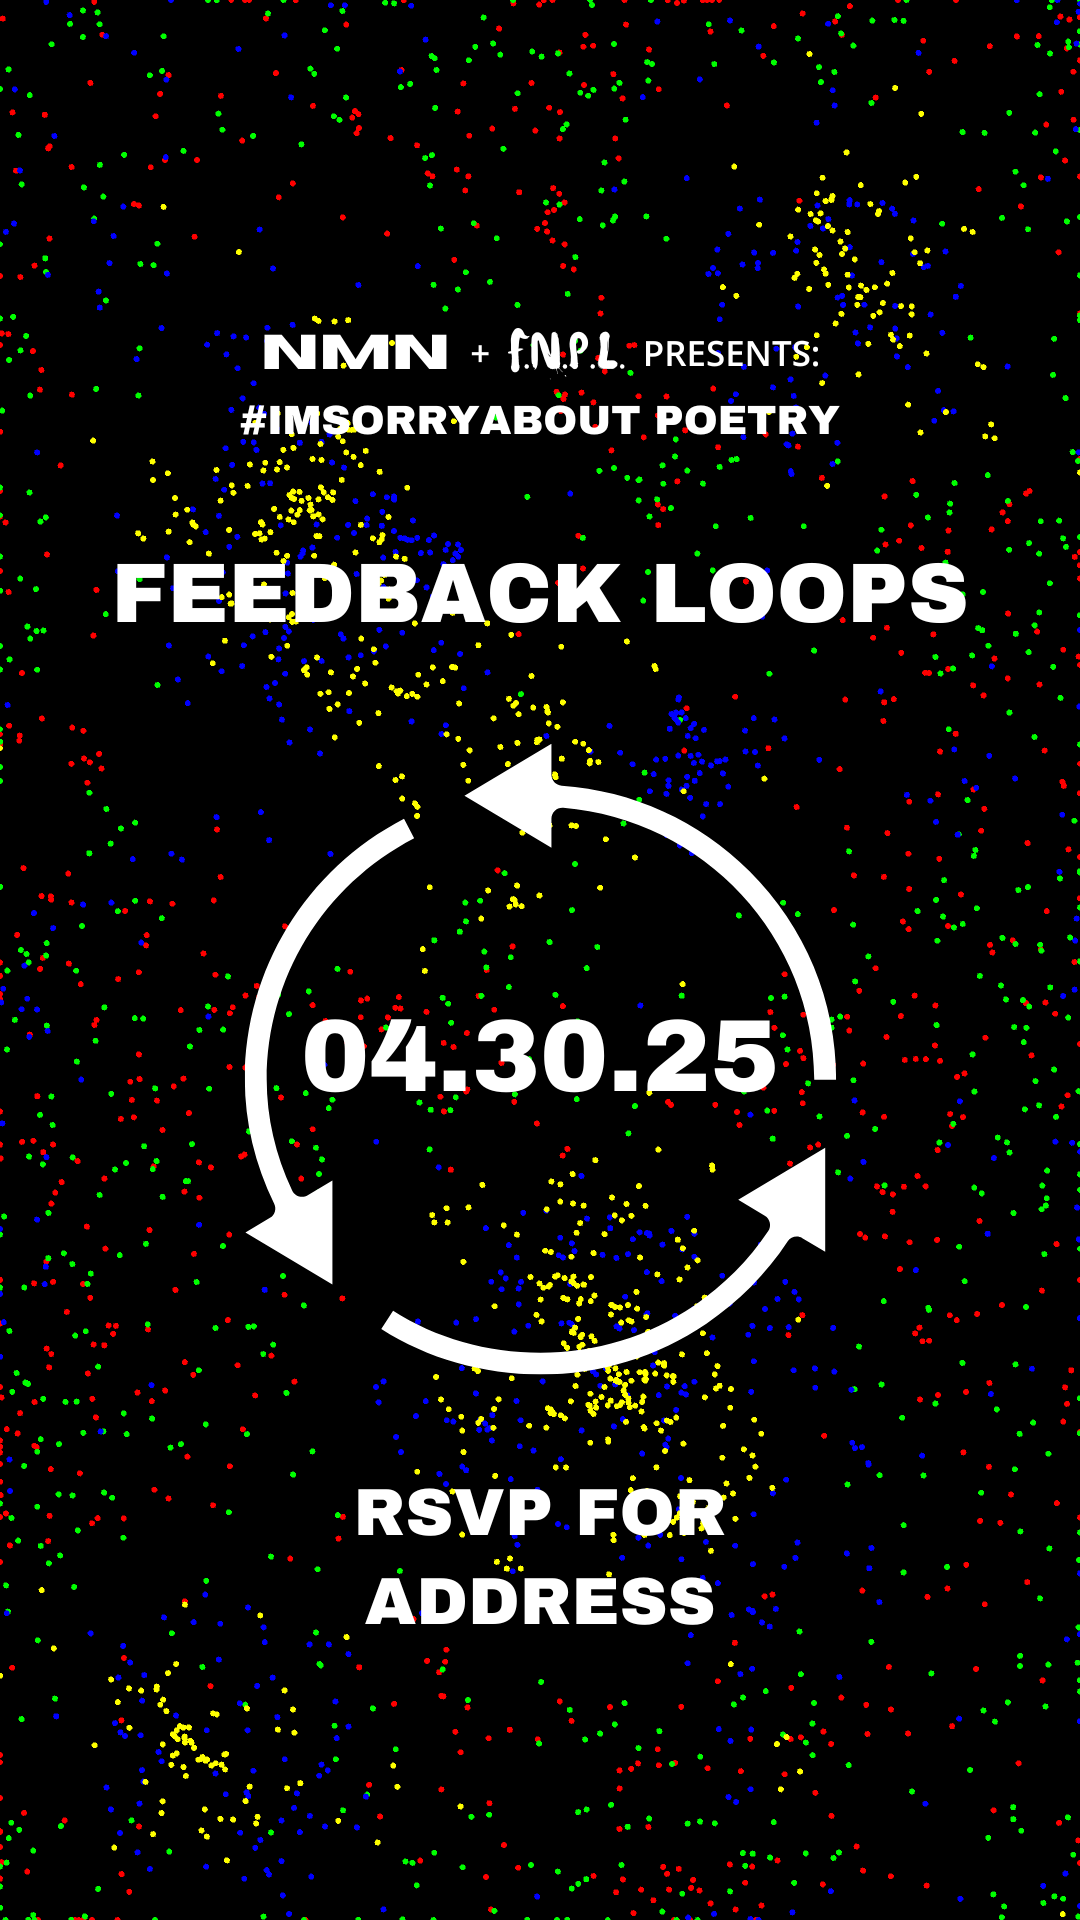 NMN + F.N.P.L. PRESENTS:
#IMSORRYABOUT POETRY
FEEDBACK LOOPS
04.30.25
RSVP FOR
ADDRESS